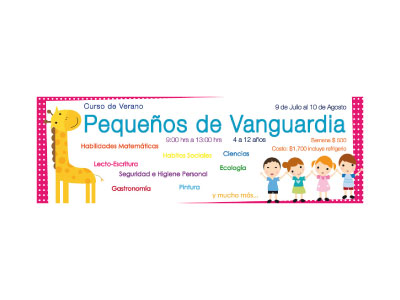 Curso de Verano
9 de Julio al 10 de Agosto
Pequeños de Vanguardia
9:00 hrs a 13:00 hrs
4 a 12 años
Semana $ 500
Costo: $1,700 Incluye refrigerio
Habilidades Matemáticas
Habitos Sociales
Ciencias
Lecto-Escritura
Seguridad e Higiene Personal
Ecología
Gastronomía
Pintura
y mucho más...